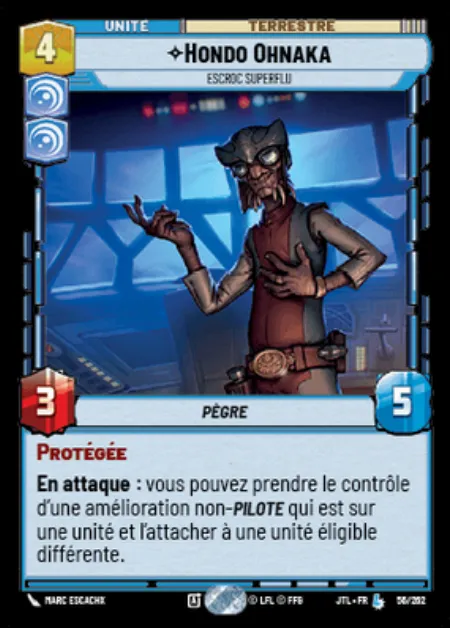 UNITÉ
TERRESTRE
4
✧HONDO OHNAKA
ESCROC SUPERFLU
3
PÈGRE
5
PROTÉGÉE
En attaque : vous pouvez prendre le contrôle
d'une amélioration non-PILOTE qui est sur
une unité et l'attacher à une unité éligible
différente.
MARC ESCACHX
A
© LFL © FFG
JTL • FR
56/262